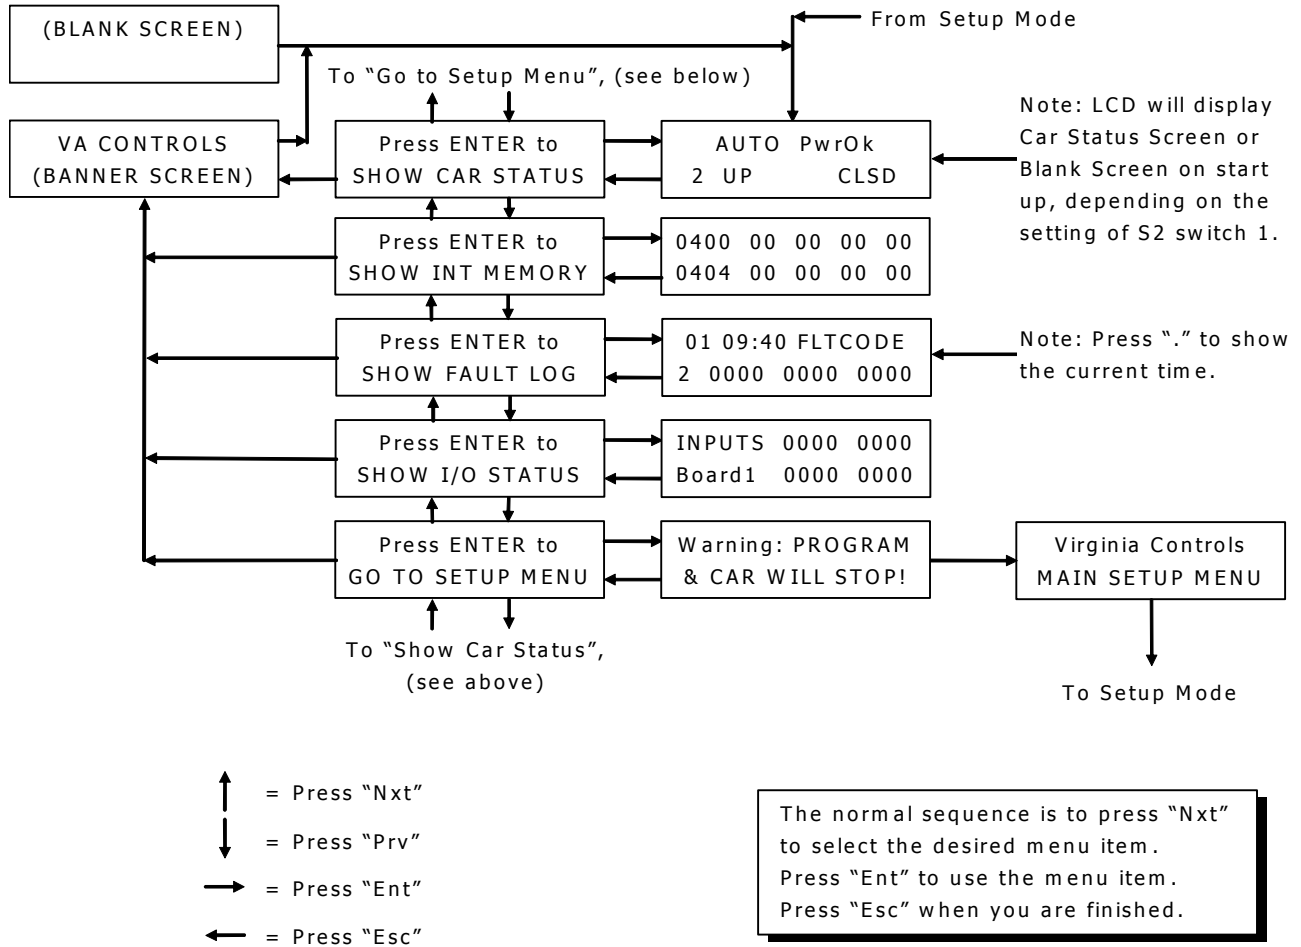 (BLANK SCREEN)
From Setup Mode
To “Go to Setup Menu”, (see below)
VA CONTROLS
(BANNER SCREEN)
Press ENTER to
SHOW CAR STATUS
AUTO PwrOk
2 UP CLSD
Note: LCD will display
Car Status Screen or
Blank Screen on start
up, depending on the
setting of S2 switch 1.
Press ENTER to
SHOW INT MEMORY
0400 00 00 00 00
0404 00 00 00 00
Press ENTER to
SHOW FAULT LOG
01 09:40 FLTCODE
2 0000 0000 0000
Note: Press “.” to show
the current time.
Press ENTER to
SHOW I/O STATUS
INPUTS 0000 0000
Board1 0000 0000
Press ENTER to
GO TO SETUP MENU
Warning: PROGRAM
& CAR WILL STOP!
Virginia Controls
MAIN SETUP MENU
To “Show Car Status”,
(see above)
To Setup Mode
= Press “Nxt”
= Press “Prv”
= Press “Ent”
= Press “Esc”
The normal sequence is to press “Nxt”
to select the desired menu item.
Press “Ent” to use the menu item.
Press “Esc” when you are finished.